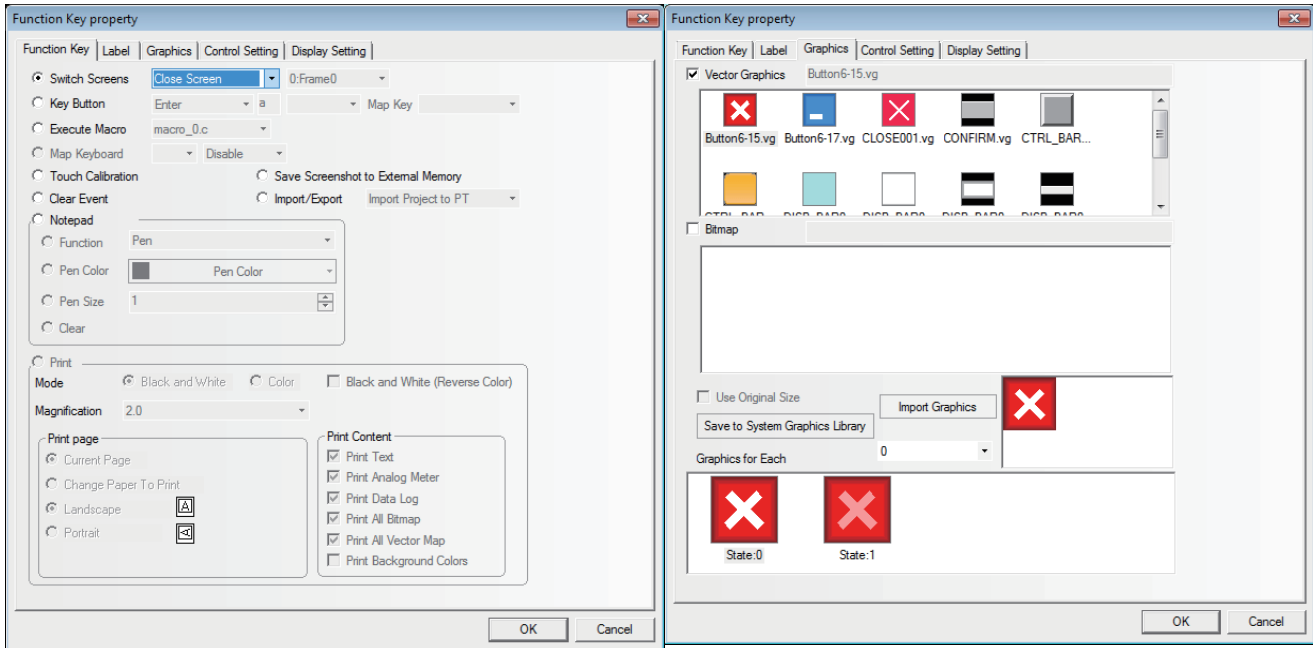 Function Key property
Function Key Label Graphics Control Setting Display Setting
Switch Screens Close Screen 0:Frame0
Key Button Enter a Map Key
Execute Macro macro_0.c
Map Keyboard Disable
Touch Calibration Save Screenshot to External Memory
Clear Event Import/Export Import Project to PT
Notepad
Function Pen
Pen Color Pen Color
Pen Size 1
Clear
Print
Mode Black and White Color Black and White (Reverse Color)
Magnification 2.0
Print page
Current Page
Change Paper To Print
Landscape A
Portrait A
Print Content
Print Text
Print Analog Meter
Print Data Log
Print All Bitmap
Print All Vector Map
Print Background Colors
OK Cancel
Function Key property
Function Key Label Graphics Control Setting Display Setting
Vector Graphics Button6-15.vg
Button6-15.vg Button6-17.vg CLOSE001.vg CONFIRM.vg CTRL_BAR...
Bitmap
Use Original Size
Import Graphics
Save to System Graphics Library
Graphics for Each 0
State:0 State:1
OK Cancel